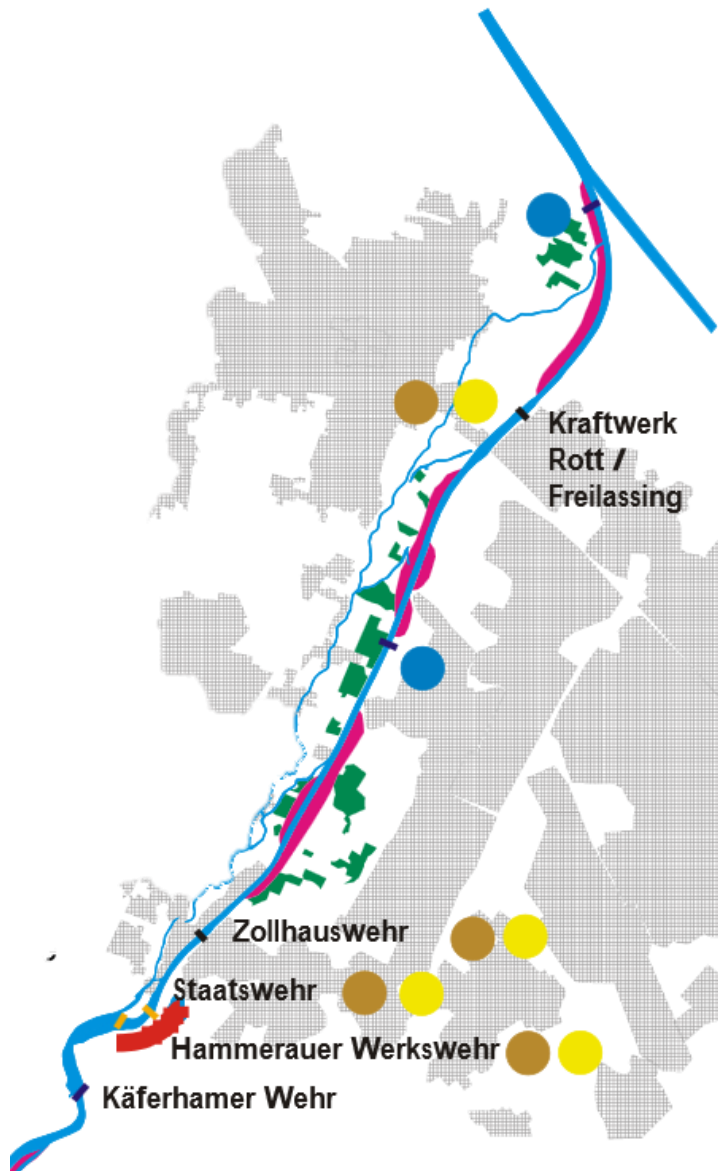 Kraftwerk
Rott /
Freilassing
Zollhauswehr
Staatswehr
Hammerauer Werkswehr
Käferhamer Wehr